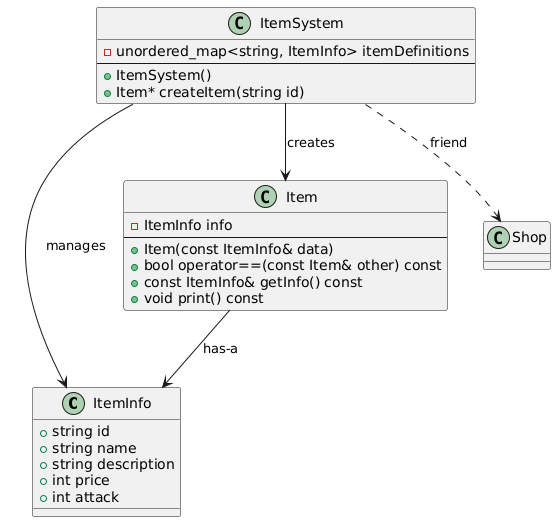 C ItemSystem
unordered_map<string, ItemInfo> itemDefinitions
ItemSystem()
Item* createItem(string id)
creates
friend
C Item
ItemInfo info
Item(const ItemInfo& data)
bool operator==(const Item& other) const
const ItemInfo& getInfo() const
void print() const
C Shop
manages
has-a
C ItemInfo
string id
string name
string description
int price
int attack